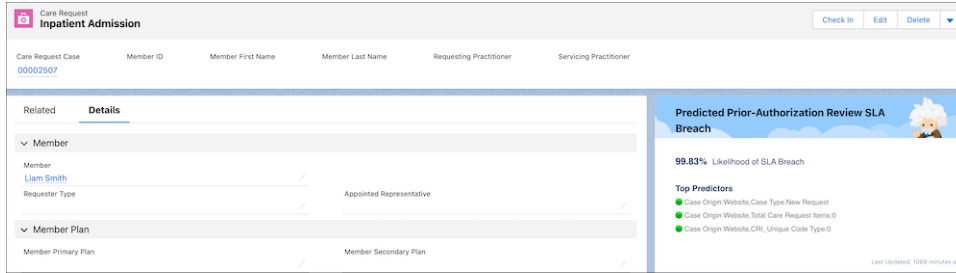 Care Request
Inpatient Admission
Check In Edit Delete
Care Request Case Member ID Member First Name Member Last Name Requesting Practitioner Servicing Practitioner
00002507
Related Details
Member
Member
Liam Smith
Requester Type Appointed Representative
Member Plan
Member Primary Plan Member Secondary Plan
Predicted Prior-Authorization Review SLA
Breach
99.83% Likelihood of SLA Breach
Top Predictors
Case Origin:Website,Case Type:New Request
Case Origin:Website,Total Care Request Items:0
Case Origin:Website,CRI_Unique Code Type:0
Last Updated: 1066 minutes